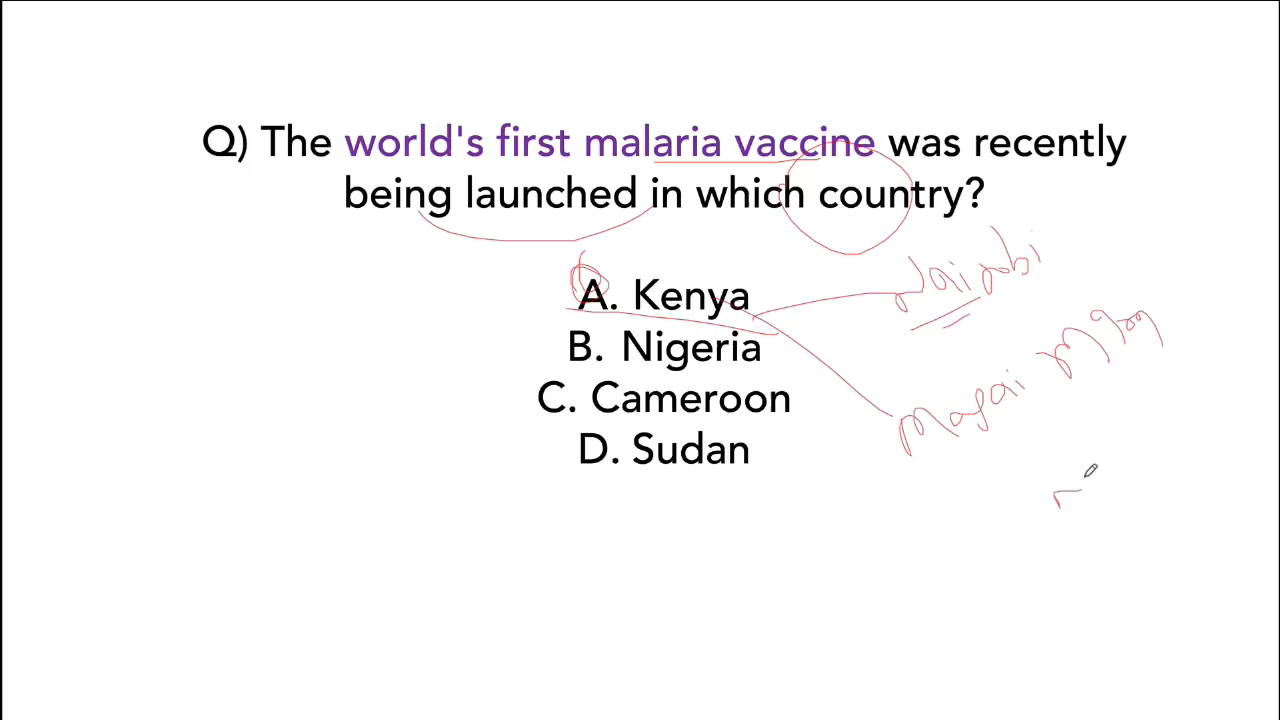 Q) The world's first malaria vaccine was recently
being launched in which country?
A. Kenya
B. Nigeria
C. Cameroon
D. Sudan
Nairobi